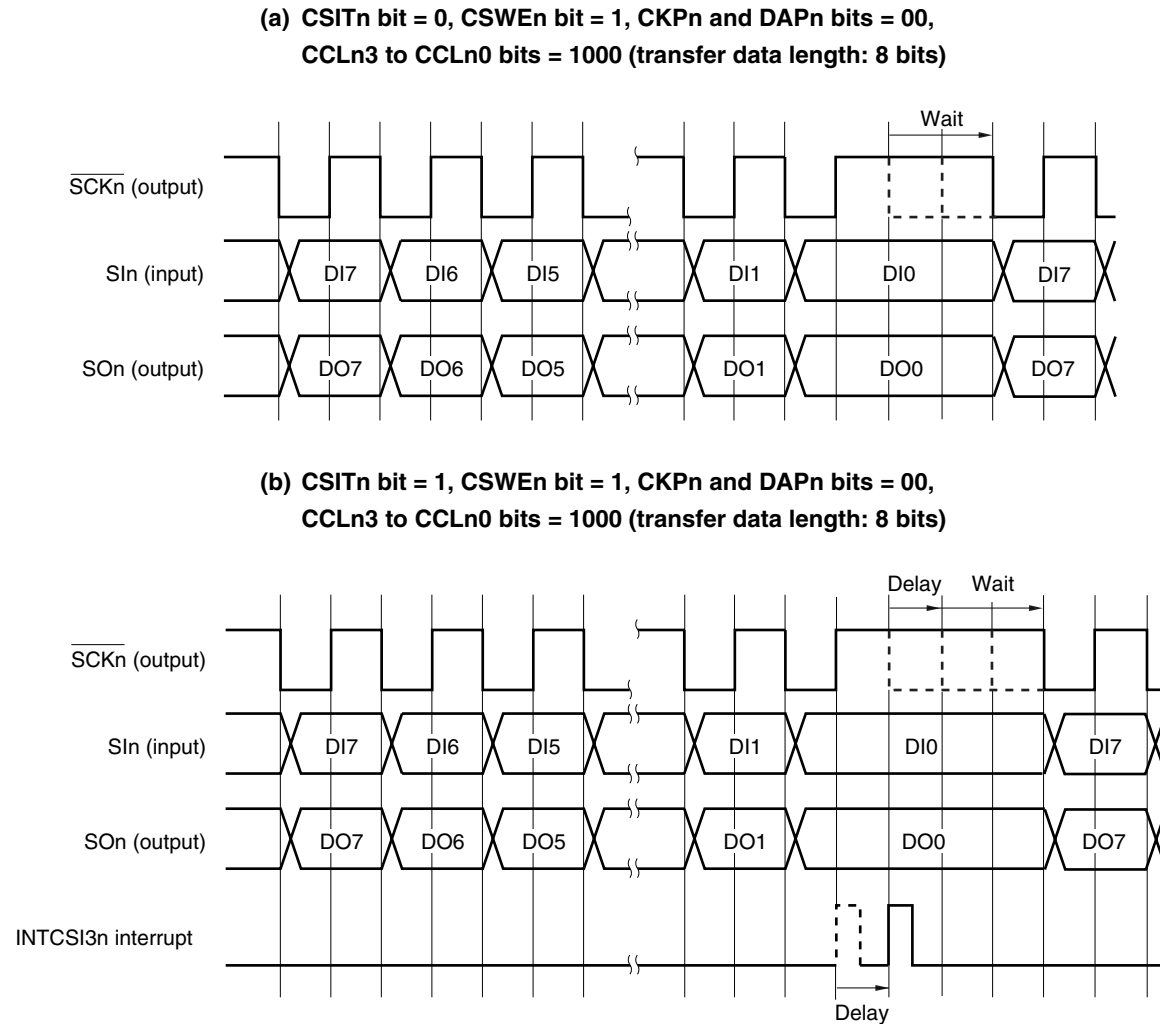 (a) CSITn bit = 0, CSWEn bit = 1, CKPn and DAPn bits = 00,
CCLn3 to CCLn0 bits = 1000 (transfer data length: 8 bits)
Wait
SCKn (output)
SIn (input)
DI7 DI6 DI5 DI1 DI0 DI7
SOn (output)
DO7 DO6 DO5 DO1 DO0 DO7
(b) CSITn bit = 1, CSWEn bit = 1, CKPn and DAPn bits = 00,
CCLn3 to CCLn0 bits = 1000 (transfer data length: 8 bits)
Delay Wait
SCKn (output)
SIn (input)
DI7 DI6 DI5 DI1 DI0 DI7
SOn (output)
DO7 DO6 DO5 DO1 DO0 DO7
INTCSI3n interrupt
Delay